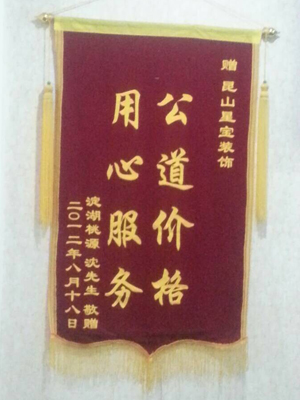 赠 昆山星宝装饰
公道价格
用心服务
淀湖桃源 沈先生 敬赠
二〇一二年八月十八日